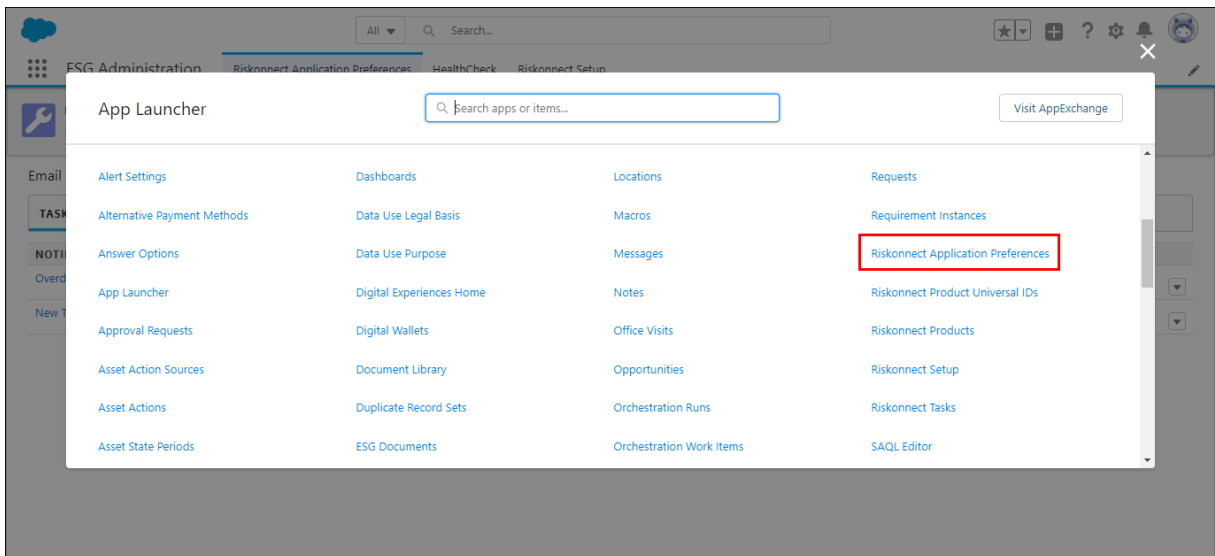 All Search...
ESG Administration Riskonnect Application Preferences HealthCheck Riskonnect Setup
App Launcher Search apps or items... Visit AppExchange
Email
Alert Settings Dashboards Locations Requests
TASK
Alternative Payment Methods Data Use Legal Basis Macros Requirement Instances
NOTI
Answer Options Data Use Purpose Messages Riskonnect Application Preferences
Overd
App Launcher Digital Experiences Home Notes Riskonnect Product Universal IDs
New T
Approval Requests Digital Wallets Office Visits Riskonnect Products
Asset Action Sources Document Library Opportunities Riskonnect Setup
Asset Actions Duplicate Record Sets Orchestration Runs Riskonnect Tasks
Asset State Periods ESG Documents Orchestration Work Items SAQL Editor